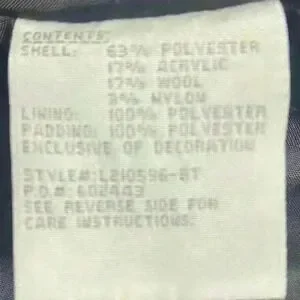 CONTENTS:
SHELL: 63% POLYESTER
17% ACRYLIC
17% WOOL
3% NYLON
LINING: 100% POLYESTER
PADDING: 100% POLYESTER
EXCLUSIVE OF DECORATION
STYLE#: L210596-BT
P.O.#: 602443
SEE REVERSE SIDE FOR
CARE INSTRUCTIONS.